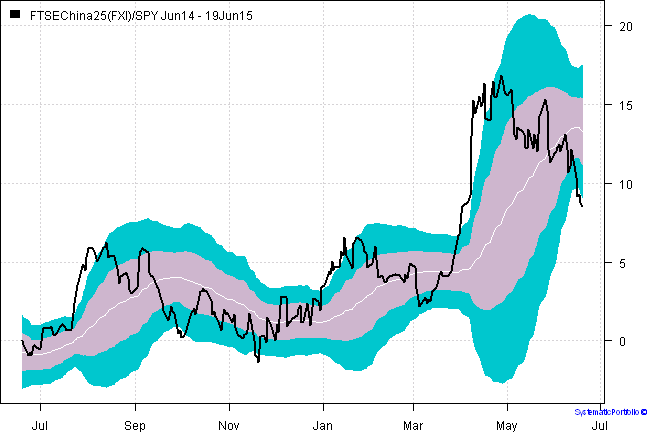 FTSEChina25(FXI)/SPY Jun14 - 19Jun15
20
15
10
5
0
Jul Sep Nov Jan Mar May Jul
SystematicPortfolio ©